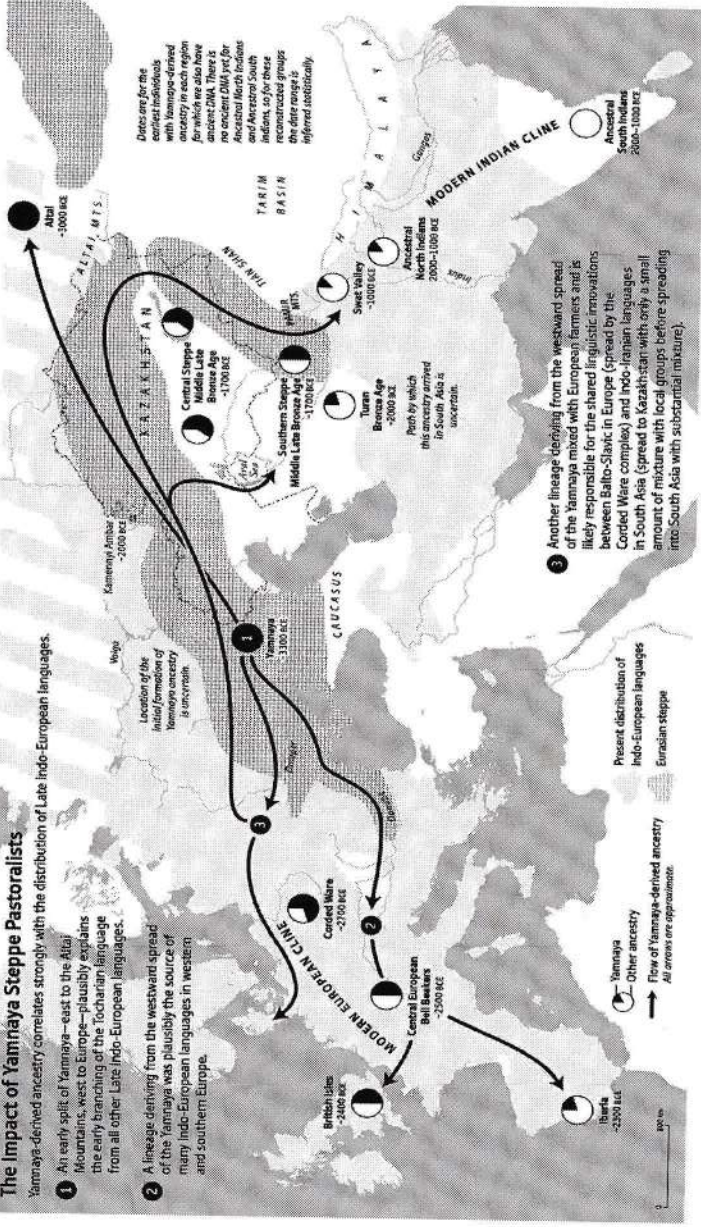 The Impact of Yamnaya Steppe Pastoralists
Yamnaya-derived ancestry correlates strongly with the distribution of Late Indo-European languages.
1 An early split of Yamnaya—east to the Altai
Mountains, west to Europe—plausibly explains
the early branching of the Tocharian language
from all other Late Indo-European languages.
2 A lineage deriving from the westward spread
of the Yamnaya was plausibly the source of
many Indo-European languages in western
and southern Europe.
Volga
Kamennyi Ambar
~2000 BCE
Location of the
initial formation of
Yamnaya ancestry
is uncertain.
KAZAKHSTAN
ALTAI MTS.
Altai
~3000 BCE
Dates are for the
earliest individuals
with Yamnaya-derived
ancestry in each region
for which we also have
ancient DNA. There is
no ancient DNA yet for
Ancestral North Indians
and Ancestral South
Indians, so for these
reconstructed groups
the date range is
inferred statistically.
Central Steppe
Middle Late
Bronze Age
~1700 BCE
TIAN SHAN
TARIM
BASIN
3
1
Yamnaya
~3300 BCE
Dnieper
Aral
Sea
Southern Steppe
Middle Late Bronze Age
~1700 BCE
PAMIR
MTS.
HIMALAYA
Swat Valley
~1000 BCE
Corded Ware
~2700 BCE
MODERN EUROPEAN CLINE
2
Danube
CAUCASUS
Turan
Bronze Age
~2000 BCE
Path by which
this ancestry arrived
in South Asia is
uncertain.
Ancestral
North Indians
2000–1000 BCE
Indus
Ganges
MODERN INDIAN CLINE
Ancestral
South Indians
2000–1000 BCE
British Isles
~2400 BCE
Central European
Bell Beakers
~2500 BCE
Iberia
~2300 BCE
3 Another lineage deriving from the westward spread
of the Yamnaya mixed with European farmers and is
likely responsible for the shared linguistic innovations
between Balto-Slavic in Europe (spread by the
Corded Ware complex) and Indo-Iranian languages
in South Asia (spread to Kazakhstan with only a small
amount of mixture with local groups before spreading
into South Asia with substantial mixture).
Yamnaya
Other ancestry
Flow of Yamnaya-derived ancestry
All arrows are approximate.
Present distribution of
Indo-European languages
Eurasian steppe
0
800 km